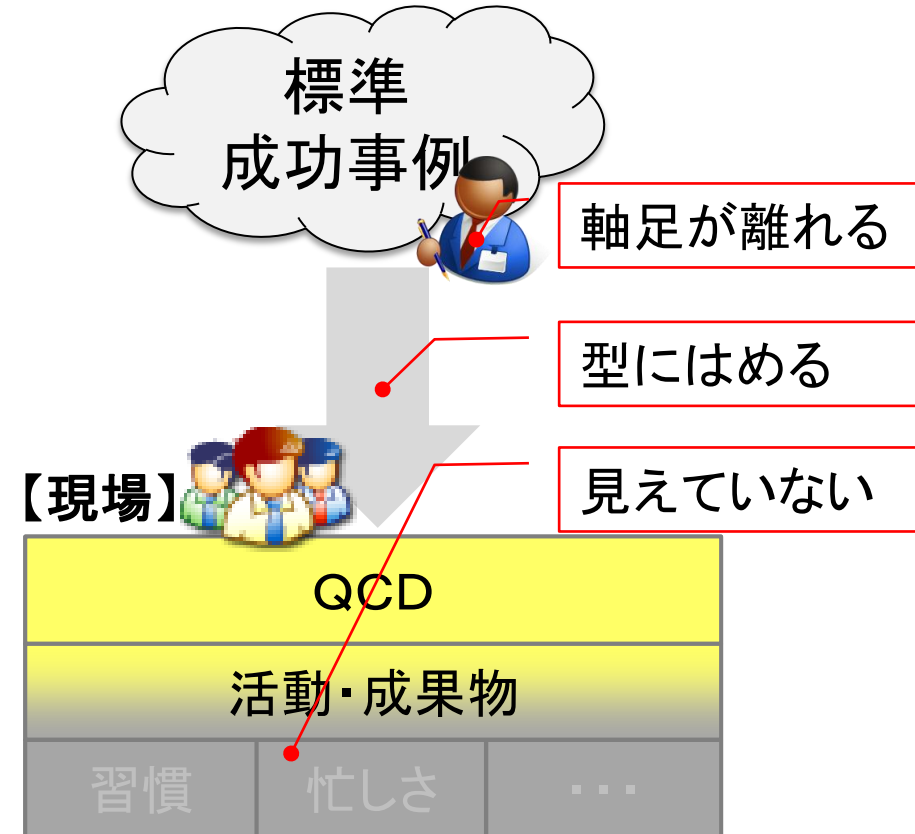 標準
成功事例
軸足が離れる
型にはめる
見えていない
【現場】
QCD
活動・成果物
習慣
忙しさ
・・・